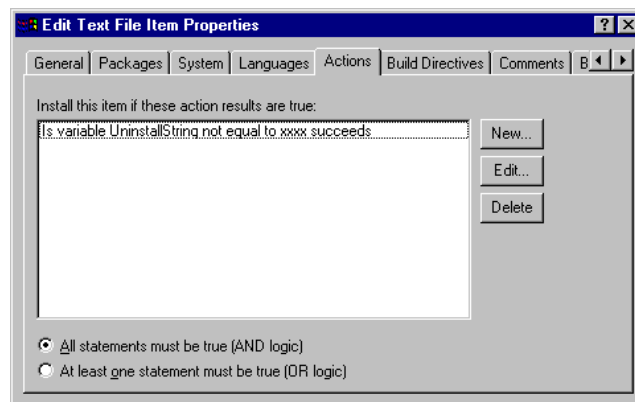 Edit Text File Item Properties
General Packages System Languages Actions Build Directives Comments B
Install this item if these action results are true:
Is variable UninstallString not equal to xxxx succeeds
New...
Edit...
Delete
All statements must be true (AND logic)
At least one statement must be true (OR logic)